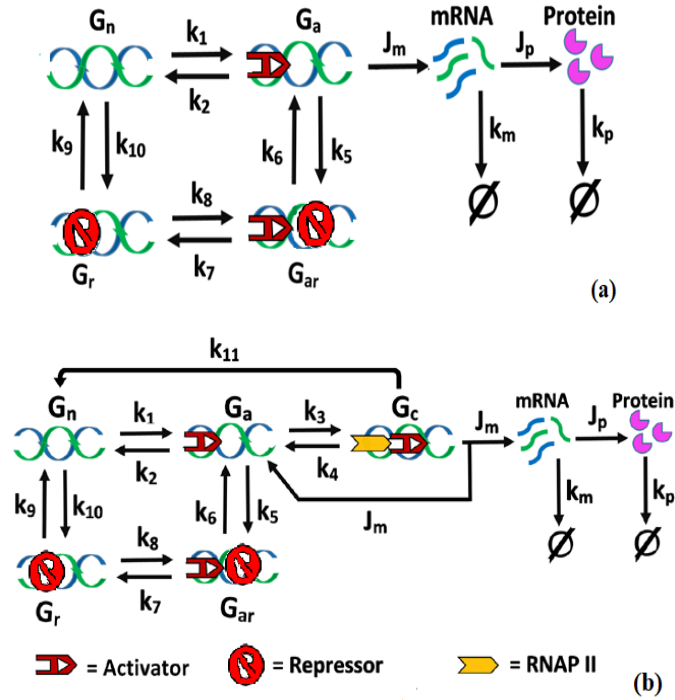 Gn Ga mRNA Protein
k1 Jm Jp
k2
k9 k10 k6 k5 km kp
k8 Ø Ø
k7
Gr Gar
(a)
k11
Gn Ga Gc mRNA Protein
k1 k3 Jm Jp
k2 k4
k9 k10 k6 k5 Jm km kp
k8
k7 Ø Ø
Gr Gar
= Activator R = Repressor = RNAP II
(b)